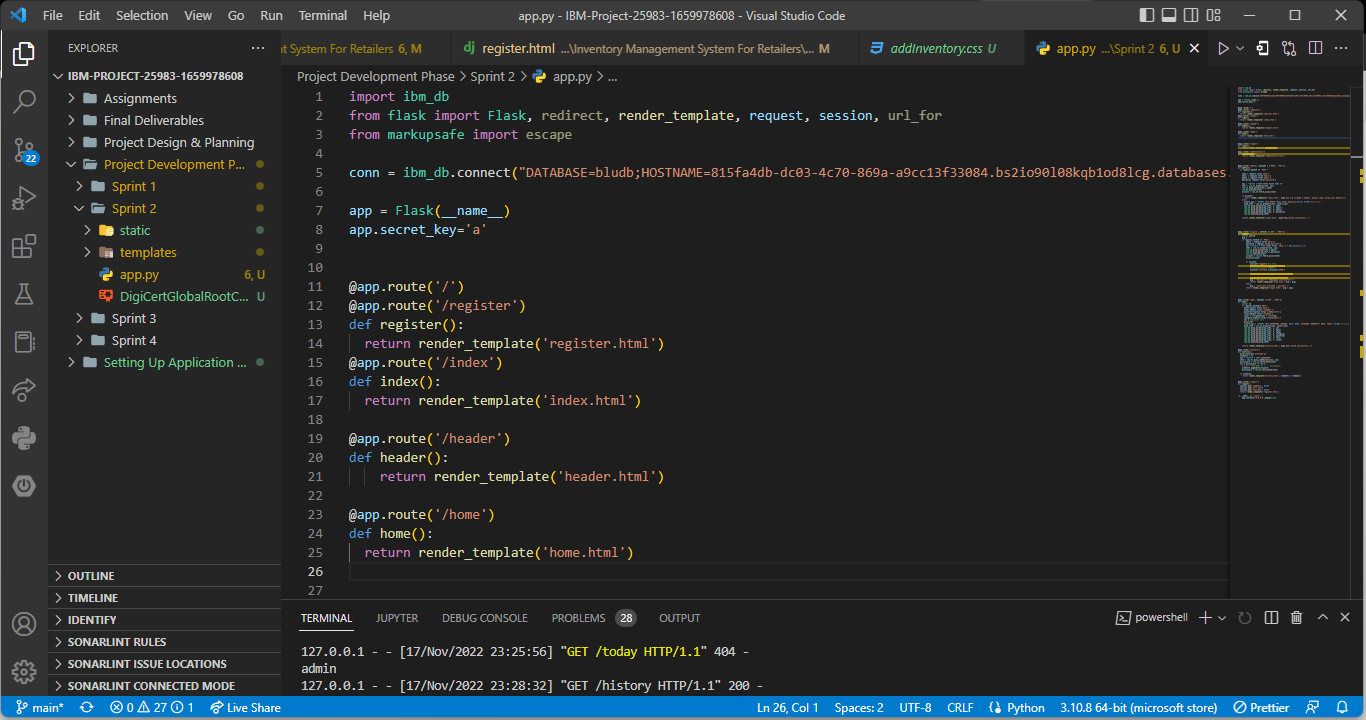 File Edit Selection View Go Run Terminal Help
app.py - IBM-Project-25983-1659978608 - Visual Studio Code
EXPLORER
IBM-PROJECT-25983-1659978608
Assignments
Final Deliverables
Project Design & Planning
Project Development P...
Sprint 1
Sprint 2
static
templates
app.py 6, U
DigiCertGlobalRootC... U
Sprint 3
Sprint 4
Setting Up Application ...
OUTLINE
TIMELINE
IDENTIFY
SONARLINT RULES
SONARLINT ISSUE LOCATIONS
SONARLINT CONNECTED MODE
22
nt System For Retailers 6, M
dj register.html ...\Inventory Management System For Retailers\... M
addInventory.css U
app.py ...\Sprint 2 6, U
Project Development Phase > Sprint 2 > app.py > ...
1 import ibm_db
2 from flask import Flask, redirect, render_template, request, session, url_for
3 from markupsafe import escape
4
5 conn = ibm_db.connect("DATABASE=bludb;HOSTNAME=815fa4db-dc03-4c70-869a-a9cc13f33084.bs2io90l08kqb1od8lcg.databases.
6
7 app = Flask(__name__)
8 app.secret_key='a'
9
10
11 @app.route('/')
12 @app.route('/register')
13 def register():
14 return render_template('register.html')
15 @app.route('/index')
16 def index():
17 return render_template('index.html')
18
19 @app.route('/header')
20 def header():
21 return render_template('header.html')
22
23 @app.route('/home')
24 def home():
25 return render_template('home.html')
26
27
TERMINAL JUPYTER DEBUG CONSOLE PROBLEMS 28 OUTPUT
powershell
127.0.0.1 - - [17/Nov/2022 23:25:56] "GET /today HTTP/1.1" 404 -
admin
127.0.0.1 - - [17/Nov/2022 23:28:32] "GET /history HTTP/1.1" 200 -
main* 0 27 1 Live Share
Ln 26, Col 1 Spaces: 2 UTF-8 CRLF Python 3.10.8 64-bit (microsoft store) Prettier